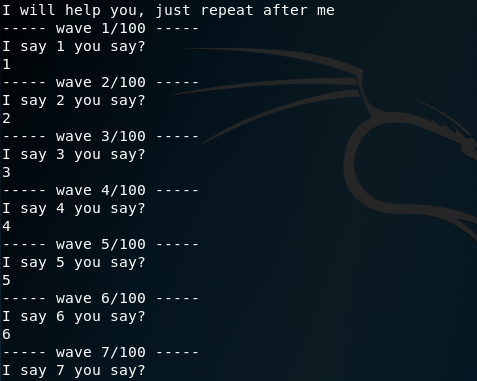 I will help you, just repeat after me
----- wave 1/100 -----
I say 1 you say?
1
----- wave 2/100 -----
I say 2 you say?
2
----- wave 3/100 -----
I say 3 you say?
3
----- wave 4/100 -----
I say 4 you say?
4
----- wave 5/100 -----
I say 5 you say?
5
----- wave 6/100 -----
I say 6 you say?
6
----- wave 7/100 -----
I say 7 you say?